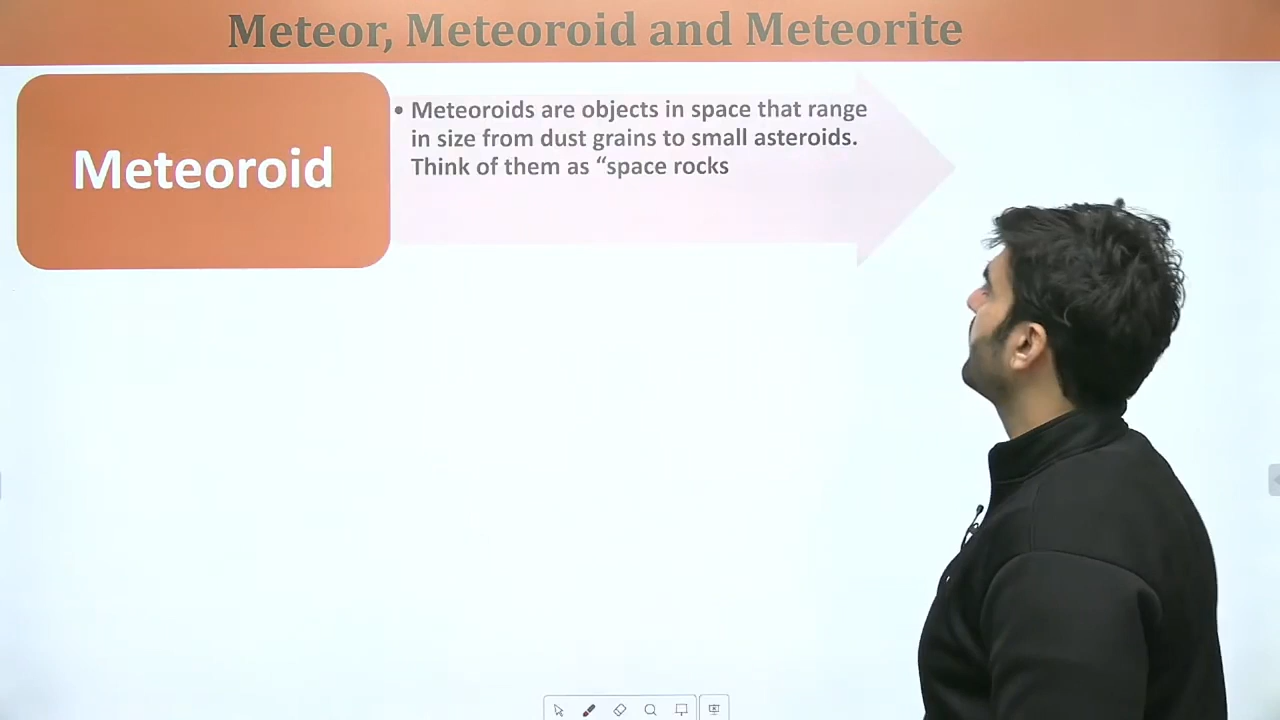 Meteor, Meteoroid and Meteorite
Meteoroid
• Meteoroids are objects in space that range
in size from dust grains to small asteroids.
Think of them as “space rocks